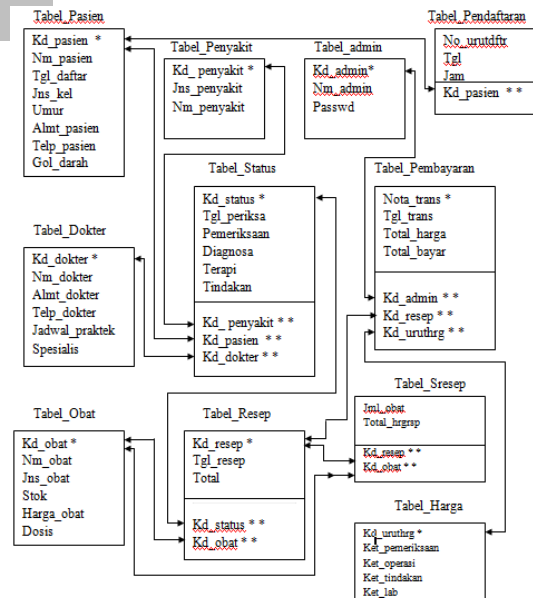 Tabel_Pasien
Kd_pasien *
Nm_pasien
Tgl_daftar
Jns_kel
Umur
Almt_pasien
Telp_pasien
Gol_darah
Tabel_Penyakit
Kd_ penyakit *
Jns_penyakit
Nm_penyakit
Tabel_admin
Kd_admin*
Nm_admin
Passwd
Tabel_Pendaftaran
No_urutdftr
Tgl
Jam
Kd_pasien * *
Tabel_Status
Kd_status *
Tgl_periksa
Pemeriksaan
Diagnosa
Terapi
Tindakan
Kd_ penyakit * *
Kd_pasien * *
Kd_dokter * *
Tabel_Pembayaran
Nota_trans *
Tgl_trans
Total_harga
Total_bayar
Kd_admin * *
Kd_resep * *
Kd_uruthrg * *
Tabel_Dokter
Kd_dokter *
Nm_dokter
Almt_dokter
Telp_dokter
Jadwal_praktek
Spesialis
Tabel_Obat
Kd_obat *
Nm_obat
Jns_obat
Stok
Harga_obat
Dosis
Tabel_Resep
Kd_resep *
Tgl_resep
Total
Kd_status * *
Kd_obat * *
Tabel_Sresep
Jml_obat
Total_hrgrsp
Kd_resep * *
Kd_obat * *
Tabel_Harga
Kd_uruthrg *
Ket_pemeriksaan
Ket_operasi
Ket_tindakan
Ket_lab